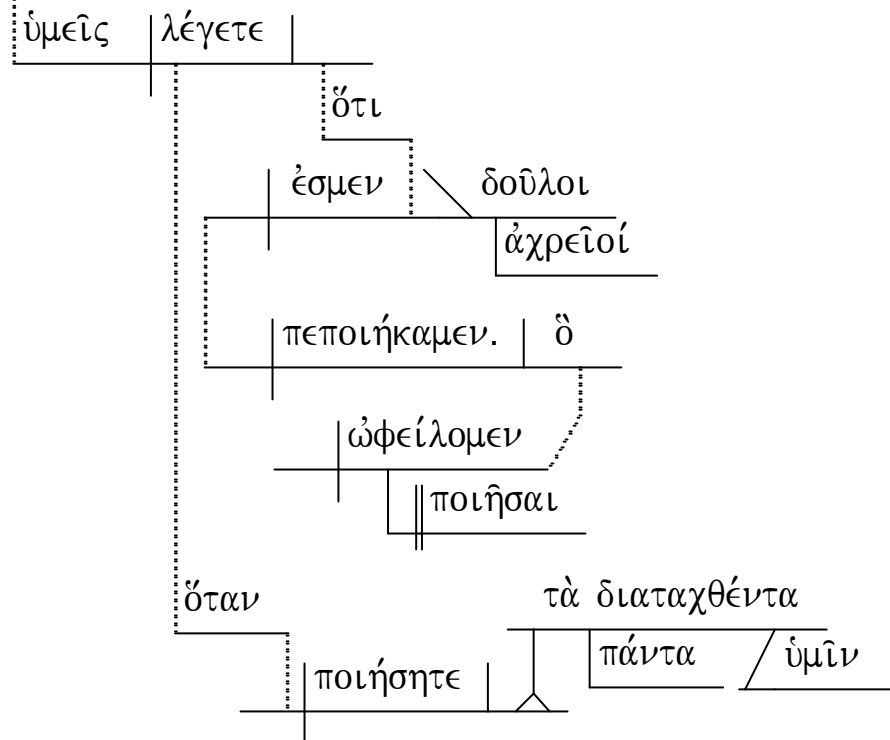 ὑμεῖς λέγετε
ὅτι
ἐσμεν δοῦλοι
ἀχρεῖοί
πεποιήκαμεν. ὃ
ὠφείλομεν
ποιῆσαι
ὅταν τὰ διαταχθέντα
πάντα ὑμῖν
ποιήσητε